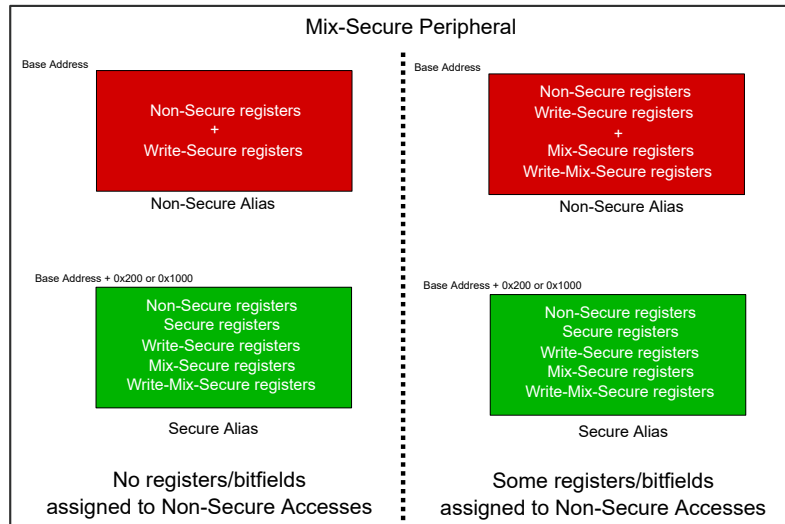 Mix-Secure Peripheral
Base Address
Non-Secure registers
+
Write-Secure registers
Non-Secure Alias
Base Address + 0x200 or 0x1000
Non-Secure registers
Secure registers
Write-Secure registers
Mix-Secure registers
Write-Mix-Secure registers
Secure Alias
No registers/bitfields
assigned to Non-Secure Accesses
Base Address
Non-Secure registers
Write-Secure registers
+
Mix-Secure registers
Write-Mix-Secure registers
Non-Secure Alias
Base Address + 0x200 or 0x1000
Non-Secure registers
Secure registers
Write-Secure registers
Mix-Secure registers
Write-Mix-Secure registers
Secure Alias
Some registers/bitfields
assigned to Non-Secure Accesses